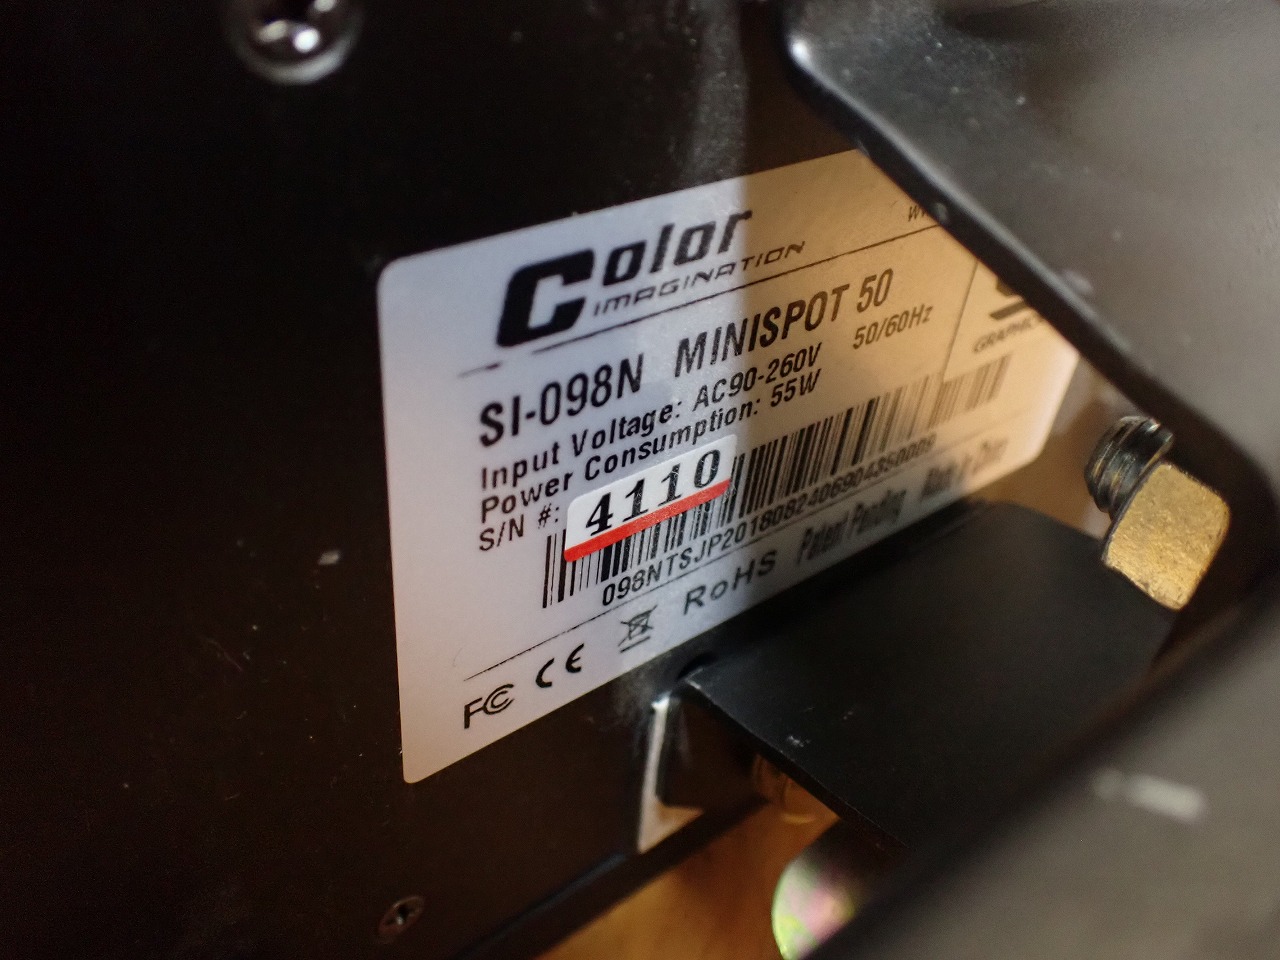 Color
IMAGINATION
SI-098N MINISPOT 50
Input Voltage: AC90-260V 50/60Hz
Power Consumption: 55W
S/N #: 4110
098NTSJP2018082406904350009
FC CE RoHS Patent Pending Made in China